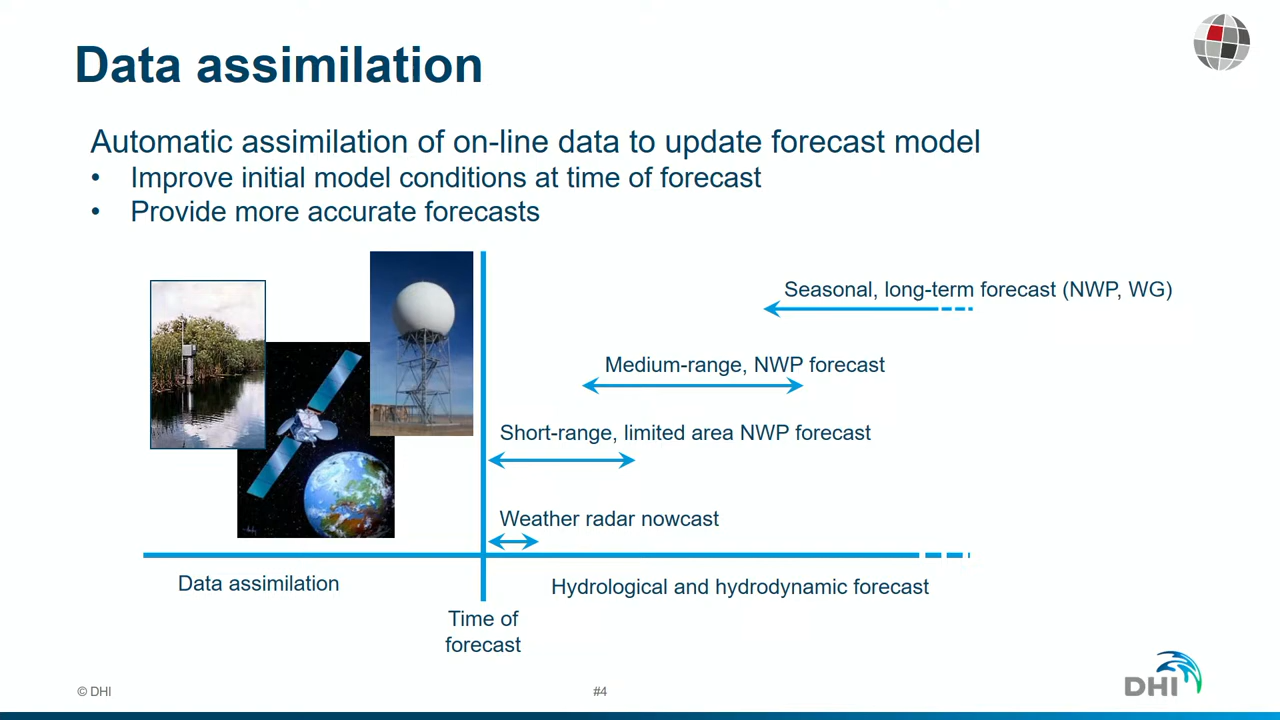 Data assimilation
Automatic assimilation of on-line data to update forecast model
• Improve initial model conditions at time of forecast
• Provide more accurate forecasts
Seasonal, long-term forecast (NWP, WG)
Medium-range, NWP forecast
Short-range, limited area NWP forecast
Weather radar nowcast
Data assimilation
Hydrological and hydrodynamic forecast
Time of
forecast
© DHI
#4
DHI